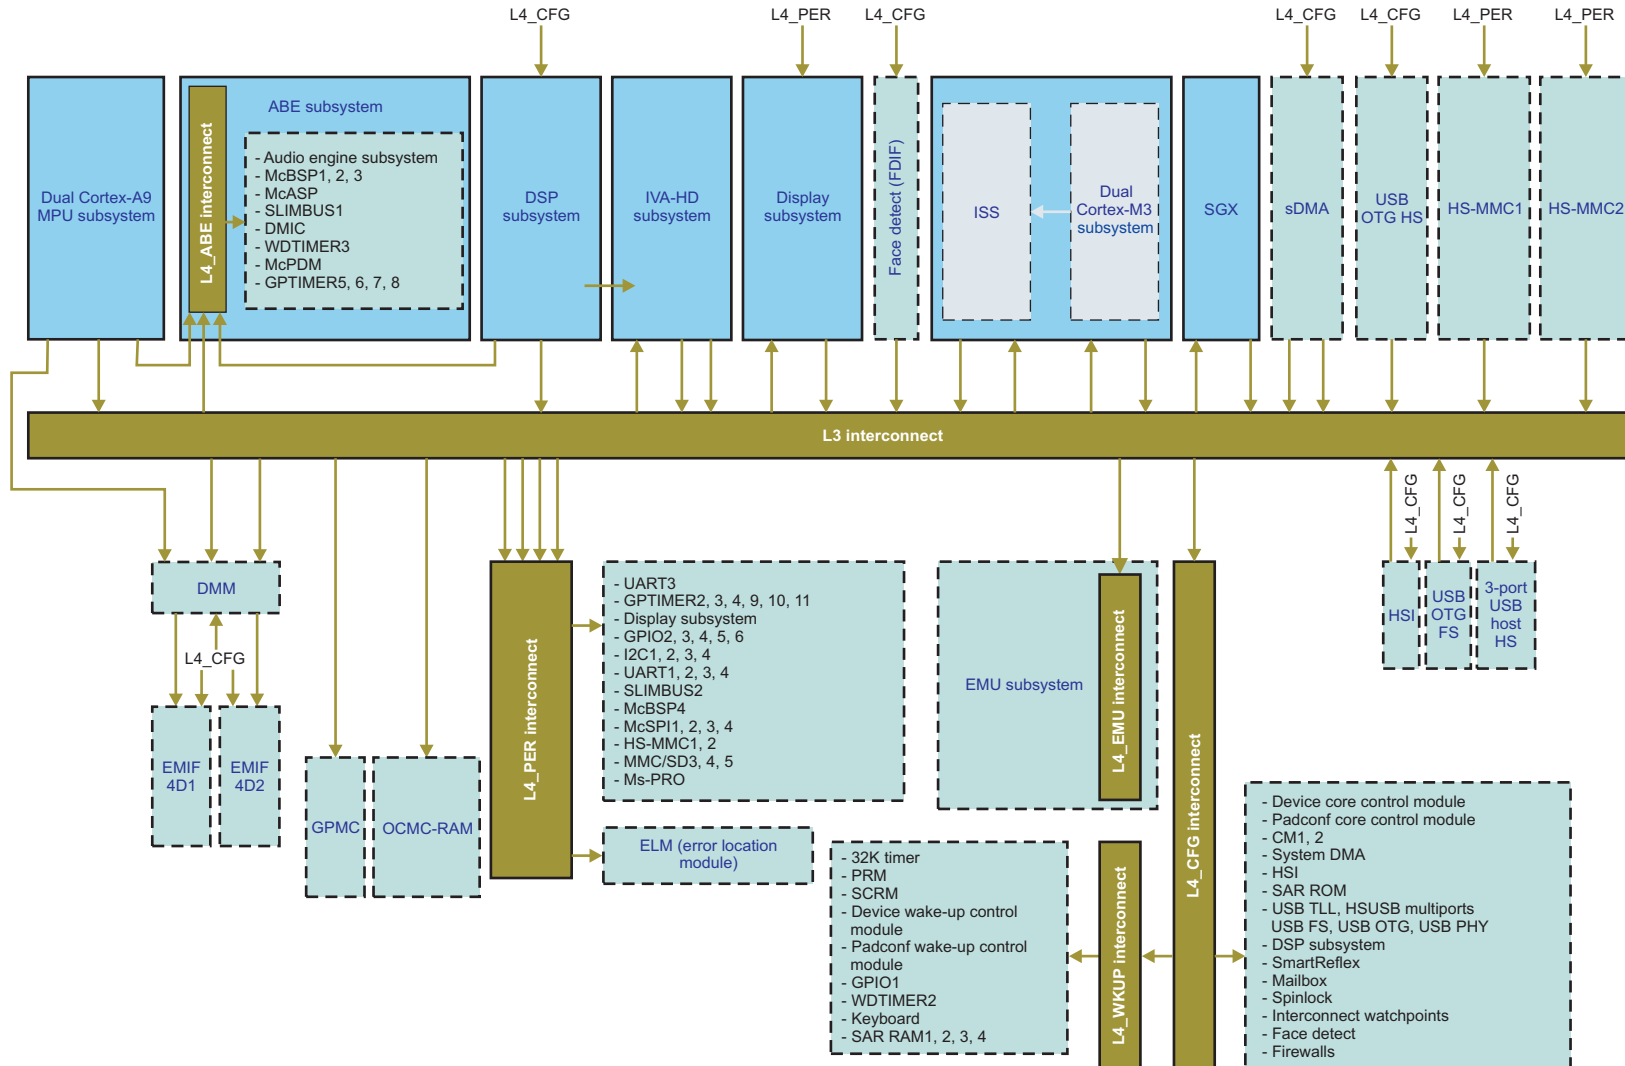 L4_CFG
L4_PER
L4_CFG
L4_CFG
L4_CFG
L4_PER
L4_PER
Dual Cortex-A9
MPU subsystem
ABE subsystem
L4_ABE interconnect
- Audio engine subsystem
- McBSP1, 2, 3
- McASP
- SLIMBUS1
- DMIC
- WDTIMER3
- McPDM
- GPTIMER5, 6, 7, 8
DSP
subsystem
IVA-HD
subsystem
Display
subsystem
Face detect (FDIF)
ISS
Dual
Cortex-M3
subsystem
SGX
sDMA
USB
OTG HS
HS-MMC1
HS-MMC2
L3 interconnect
L4_CFG
L4_CFG
L4_CFG
DMM
L4_CFG
EMIF
4D1
EMIF
4D2
GPMC
OCMC-RAM
L4_PER interconnect
- UART3
- GPTIMER2, 3, 4, 9, 10, 11
- Display subsystem
- GPIO2, 3, 4, 5, 6
- I2C1, 2, 3, 4
- UART1, 2, 3, 4
- SLIMBUS2
- McBSP4
- McSPI1, 2, 3, 4
- HS-MMC1, 2
- MMC/SD3, 4, 5
- Ms-PRO
ELM (error location
module)
EMU subsystem
L4_EMU interconnect
L4_CFG interconnect
HSI
USB
OTG
FS
3-port
USB
host
HS
- 32K timer
- PRM
- SCRM
- Device wake-up control
module
- Padconf wake-up control
module
- GPIO1
- WDTIMER2
- Keyboard
- SAR RAM1, 2, 3, 4
L4_WKUP interconnect
- Device core control module
- Padconf core control module
- CM1, 2
- System DMA
- HSI
- SAR ROM
- USB TLL, HSUSB multiports
USB FS, USB OTG, USB PHY
- DSP subsystem
- SmartReflex
- Mailbox
- Spinlock
- Interconnect watchpoints
- Face detect
- Firewalls